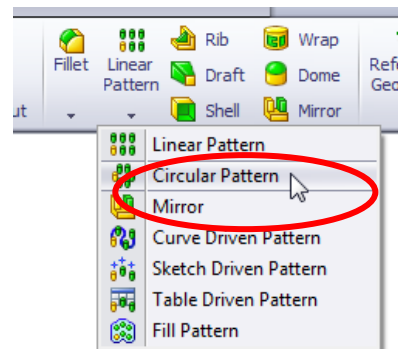 Rib Wrap
Fillet Linear Refe
Pattern Draft Dome Geo
ut Shell Mirror
Linear Pattern
Circular Pattern
Mirror
Curve Driven Pattern
Sketch Driven Pattern
Table Driven Pattern
Fill Pattern